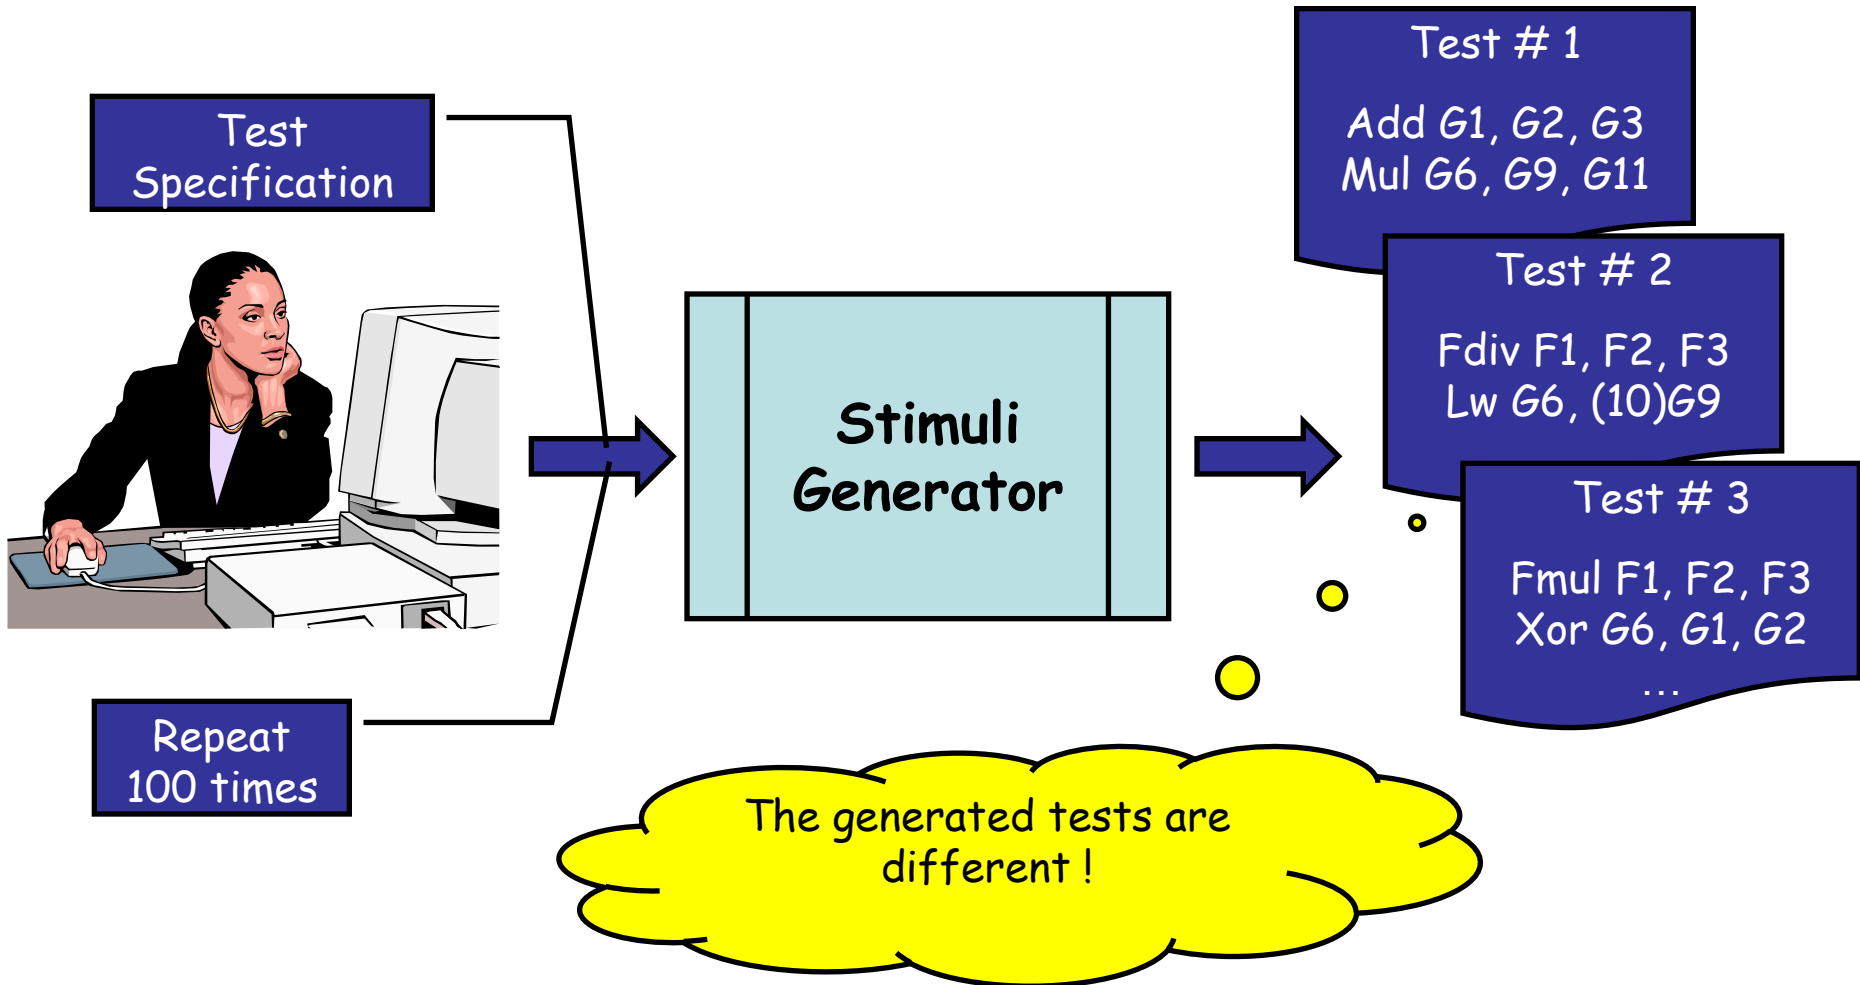 Test
Specification
Repeat
100 times
Stimuli
Generator
Test # 1
Add G1, G2, G3
Mul G6, G9, G11
Test # 2
Fdiv F1, F2, F3
Lw G6, (10)G9
Test # 3
Fmul F1, F2, F3
Xor G6, G1, G2
...
The generated tests are
different !